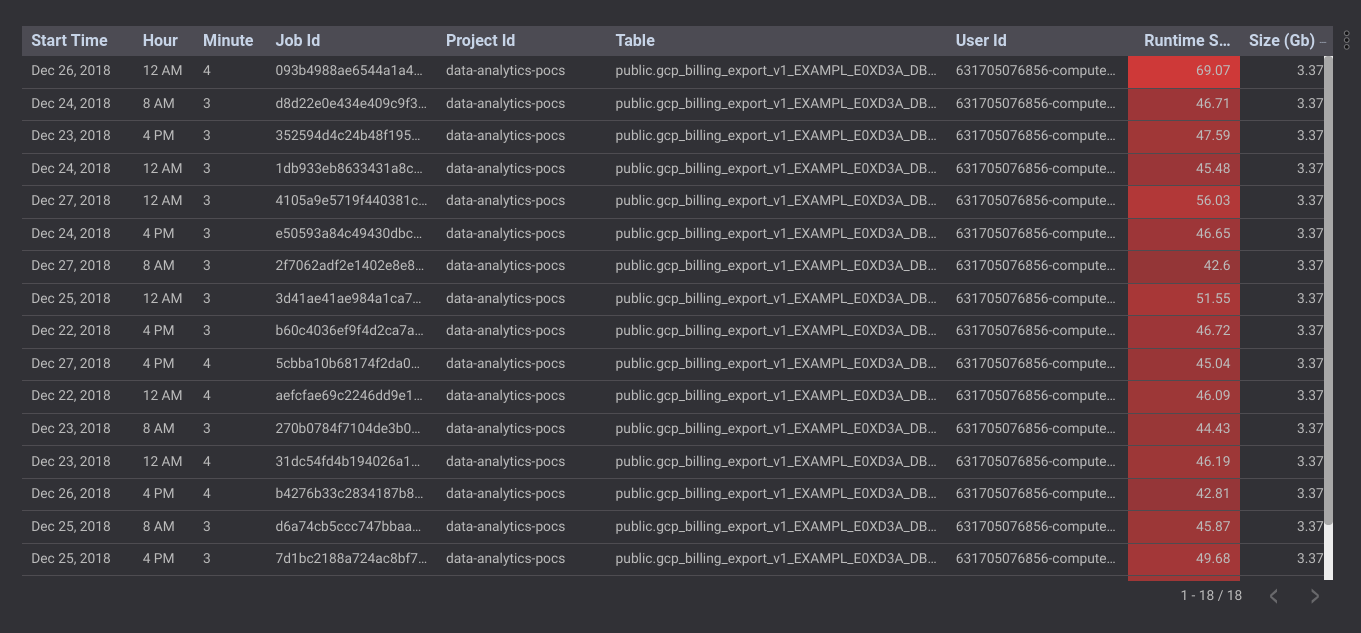 Start Time Hour Minute Job Id Project Id Table User Id Runtime S... Size (Gb)
Dec 26, 2018 12 AM 4 093b4988ae6544a1a4... data-analytics-pocs public.gcp_billing_export_v1_EXAMPL_E0XD3A_DB... 631705076856-compute... 69.07 3.37
Dec 24, 2018 8 AM 3 d8d22e0e434e409c9f3... data-analytics-pocs public.gcp_billing_export_v1_EXAMPL_E0XD3A_DB... 631705076856-compute... 46.71 3.37
Dec 23, 2018 4 PM 3 352594d4c24b48f195... data-analytics-pocs public.gcp_billing_export_v1_EXAMPL_E0XD3A_DB... 631705076856-compute... 47.59 3.37
Dec 24, 2018 12 AM 3 1db933eb8633431a8c... data-analytics-pocs public.gcp_billing_export_v1_EXAMPL_E0XD3A_DB... 631705076856-compute... 45.48 3.37
Dec 27, 2018 12 AM 3 4105a9e5719f440381c... data-analytics-pocs public.gcp_billing_export_v1_EXAMPL_E0XD3A_DB... 631705076856-compute... 56.03 3.37
Dec 24, 2018 4 PM 3 e50593a84c49430dbc... data-analytics-pocs public.gcp_billing_export_v1_EXAMPL_E0XD3A_DB... 631705076856-compute... 46.65 3.37
Dec 27, 2018 8 AM 3 2f7062adf2e1402e8e8... data-analytics-pocs public.gcp_billing_export_v1_EXAMPL_E0XD3A_DB... 631705076856-compute... 42.6 3.37
Dec 25, 2018 12 AM 3 3d41ae41ae984a1ca7... data-analytics-pocs public.gcp_billing_export_v1_EXAMPL_E0XD3A_DB... 631705076856-compute... 51.55 3.37
Dec 22, 2018 4 PM 3 b60c4036ef9f4d2ca7a... data-analytics-pocs public.gcp_billing_export_v1_EXAMPL_E0XD3A_DB... 631705076856-compute... 46.72 3.37
Dec 27, 2018 4 PM 4 5cbba10b68174f2da0... data-analytics-pocs public.gcp_billing_export_v1_EXAMPL_E0XD3A_DB... 631705076856-compute... 45.04 3.37
Dec 22, 2018 12 AM 4 aefcfae69c2246dd9e1... data-analytics-pocs public.gcp_billing_export_v1_EXAMPL_E0XD3A_DB... 631705076856-compute... 46.09 3.37
Dec 23, 2018 8 AM 3 270b0784f7104de3b0... data-analytics-pocs public.gcp_billing_export_v1_EXAMPL_E0XD3A_DB... 631705076856-compute... 44.43 3.37
Dec 23, 2018 12 AM 4 31dc54fd4b194026a1... data-analytics-pocs public.gcp_billing_export_v1_EXAMPL_E0XD3A_DB... 631705076856-compute... 46.19 3.37
Dec 26, 2018 4 PM 4 b4276b33c2834187b8... data-analytics-pocs public.gcp_billing_export_v1_EXAMPL_E0XD3A_DB... 631705076856-compute... 42.81 3.37
Dec 25, 2018 8 AM 3 d6a74cb5ccc747bbaa... data-analytics-pocs public.gcp_billing_export_v1_EXAMPL_E0XD3A_DB... 631705076856-compute... 45.87 3.37
Dec 25, 2018 4 PM 3 7d1bc2188a724ac8bf7... data-analytics-pocs public.gcp_billing_export_v1_EXAMPL_E0XD3A_DB... 631705076856-compute... 49.68 3.37
1 - 18 / 18